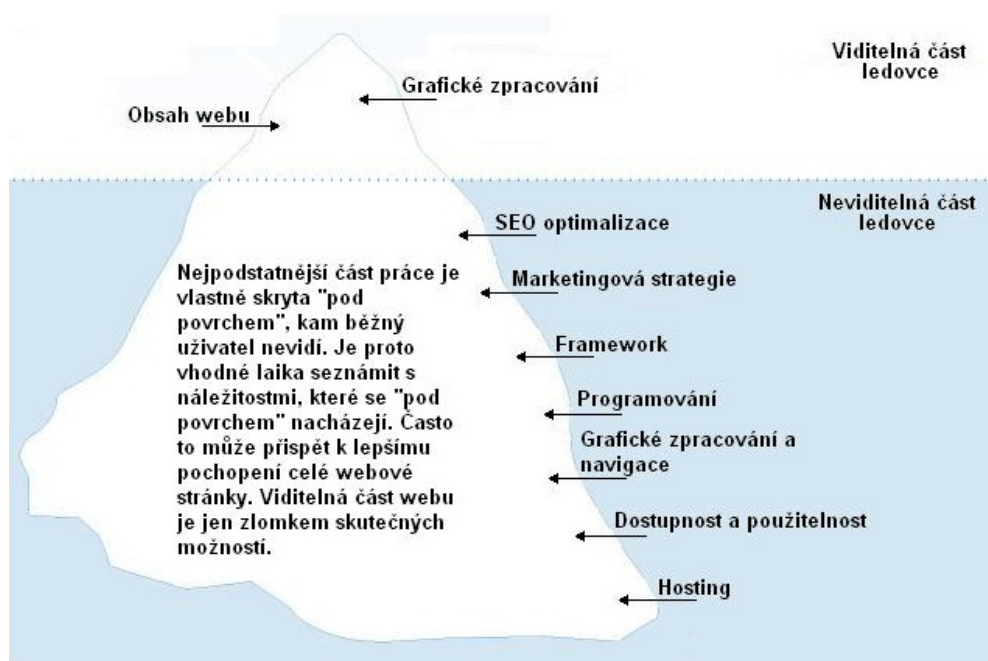 Viditelná část
ledovce
Grafické zpracování
Obsah webu
Neviditelná část
ledovce
SEO optimalizace
Marketingová strategie
Framework
Programování
Grafické zpracování a
navigace
Dostupnost a použitelnost
Hosting
Nejpodstatnější část práce je
vlastně skryta "pod
povrchem", kam běžný
uživatel nevidí. Je proto
vhodné laika seznámit s
náležitostmi, které se "pod
povrchem" nacházejí. Často
to může přispět k lepšímu
pochopení celé webové
stránky. Viditelná část webu
je jen zlomkem skutečných
možností.